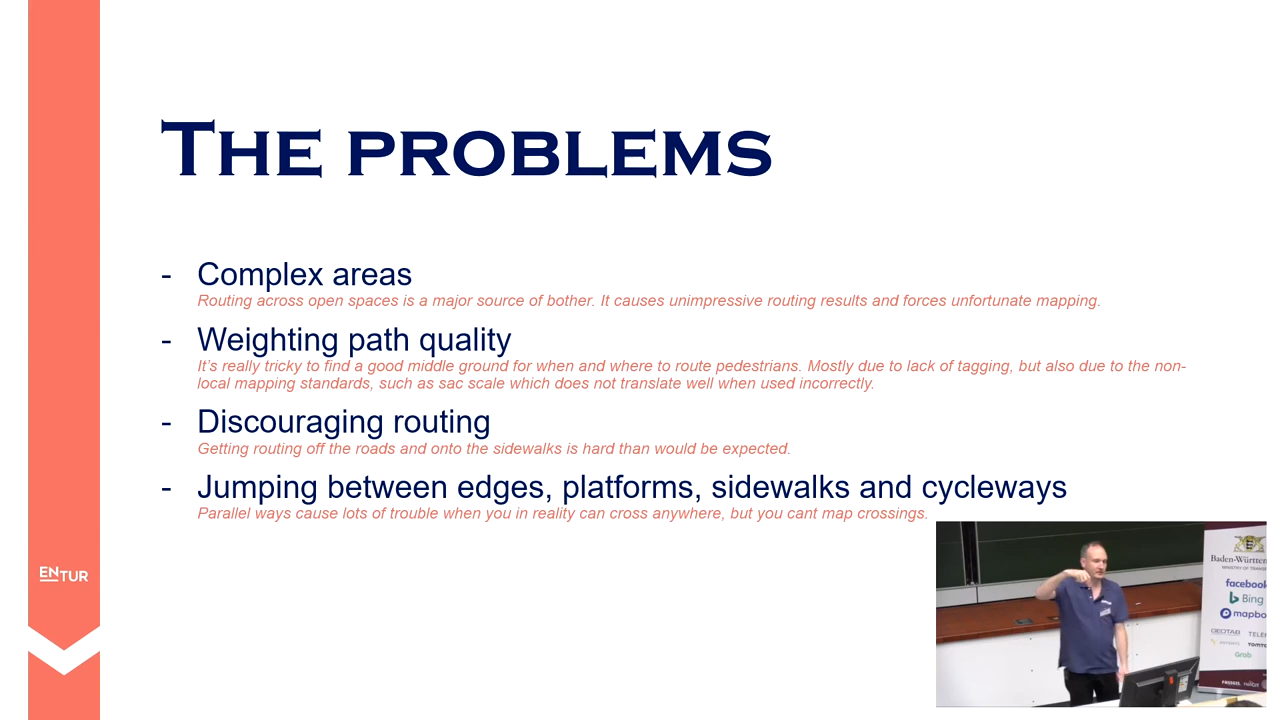 The problems
- Complex areas
Routing across open spaces is a major source of bother. It causes unimpressive routing results and forces unfortunate mapping.
- Weighting path quality
It's really tricky to find a good middle ground for when and where to route pedestrians. Mostly due to lack of tagging, but also due to the non-
local mapping standards, such as sac scale which does not translate well when used incorrectly.
- Discouraging routing
Getting routing off the roads and onto the sidewalks is hard than would be expected.
- Jumping between edges, platforms, sidewalks and cycleways
Parallel ways cause lots of trouble when you in reality can cross anywhere, but you cant map crossings.
ENTUR
Baden-Württem
MINISTRY OF TRANS
facebook
Bing
mapbo
GEOTAB TELE
TOMTO
Grab